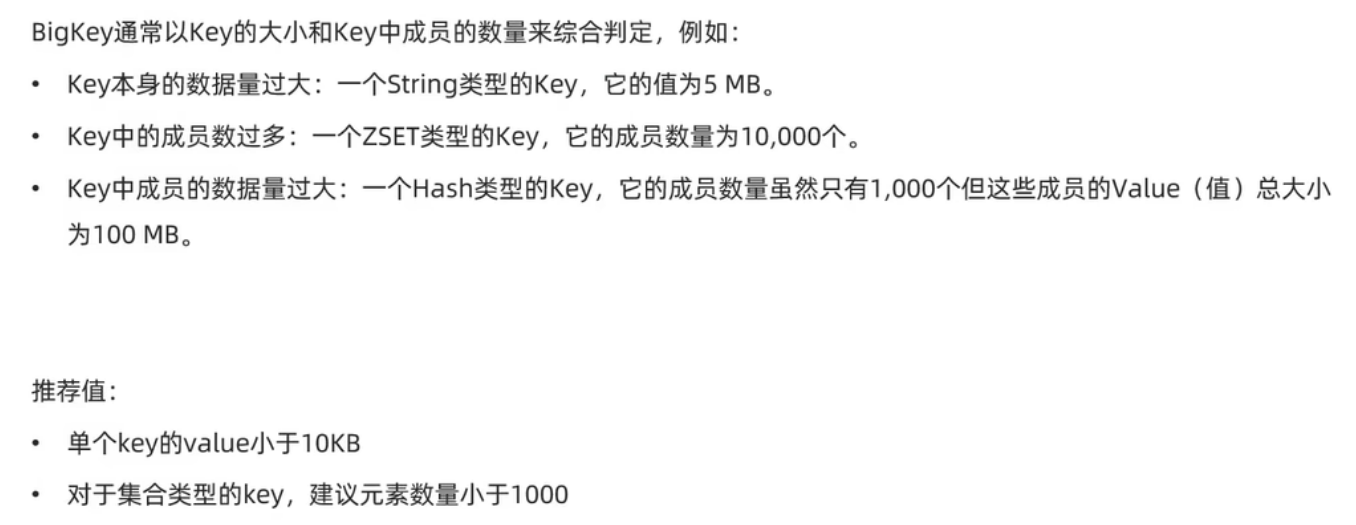 BigKey通常以Key的大小和Key中成员的数量来综合判定，例如：
• Key本身的数据量过大：一个String类型的Key，它的值为5 MB。
• Key中的成员数过多：一个ZSET类型的Key，它的成员数量为10,000个。
• Key中成员的数据量过大：一个Hash类型的Key，它的成员数量虽然只有1,000个但这些成员的Value（值）总大小
为100 MB。
推荐值：
• 单个key的value小于10KB
• 对于集合类型的key，建议元素数量小于1000